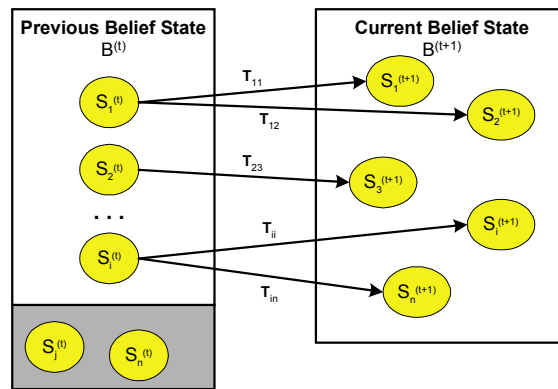 Previous Belief State
B(t)
Current Belief State
B(t+1)
S1(t)
T11
S1(t+1)
T12
S2(t+1)
S2(t)
T23
S3(t+1)
. . .
Tii
Si(t+1)
Si(t)
Tin
Sn(t+1)
Sj(t)
Sn(t)